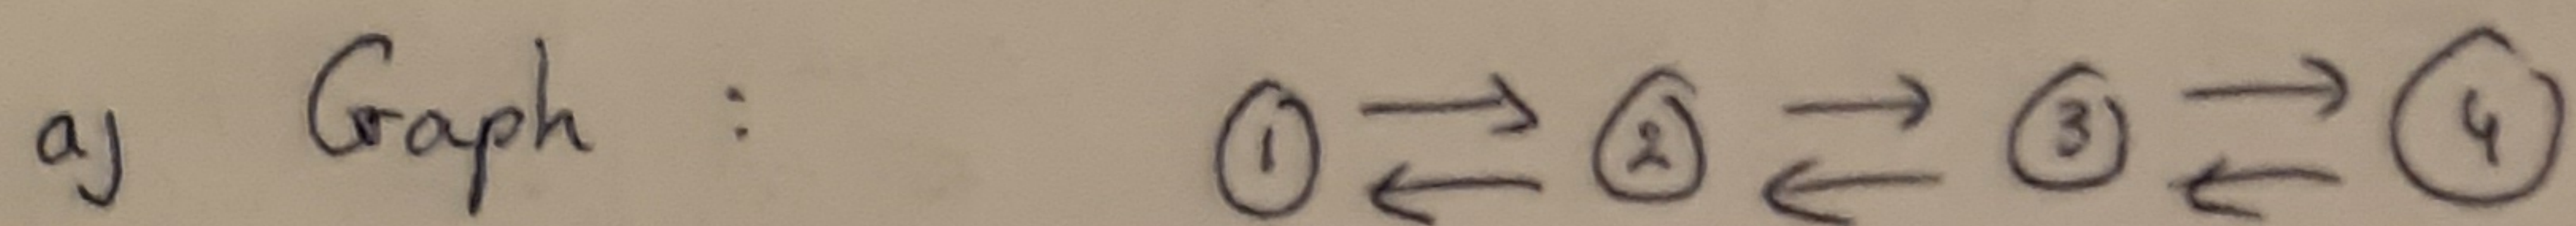 a) Graph : 1 → 2 → 3 → 4
← ← ←